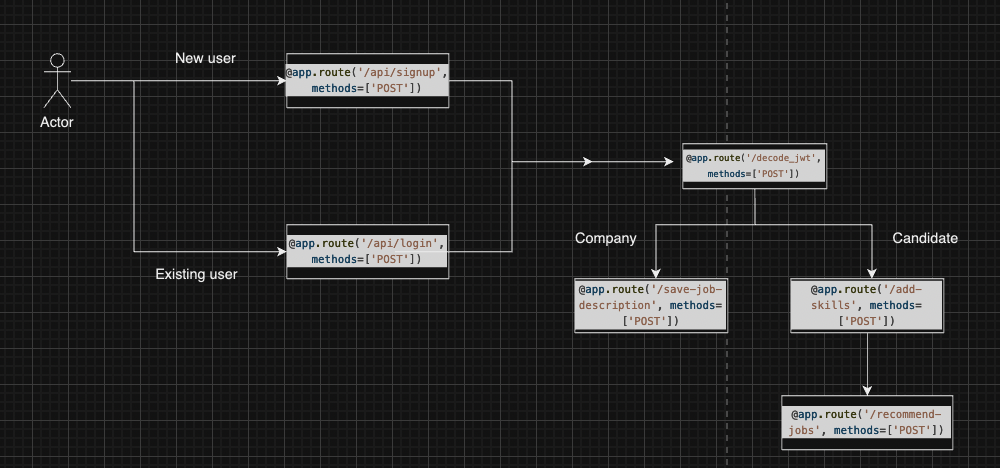 New user
@app.route('/api/signup',
methods=['POST'])
Actor
@app.route('/decode_jwt',
methods=['POST'])
@app.route('/api/login',
methods=['POST'])
Existing user
Company
Candidate
@app.route('/save-job-
description', methods=
['POST'])
@app.route('/add-
skills', methods=
['POST'])
@app.route('/recommend-
jobs', methods=['POST'])